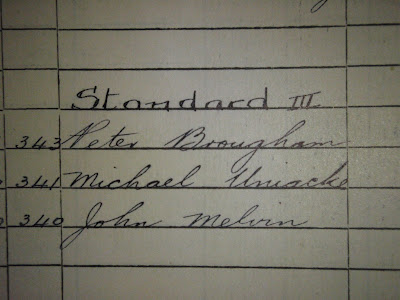 Standard III
343 Peter Brougham
341 Michael Uniacke
340 John Melvin